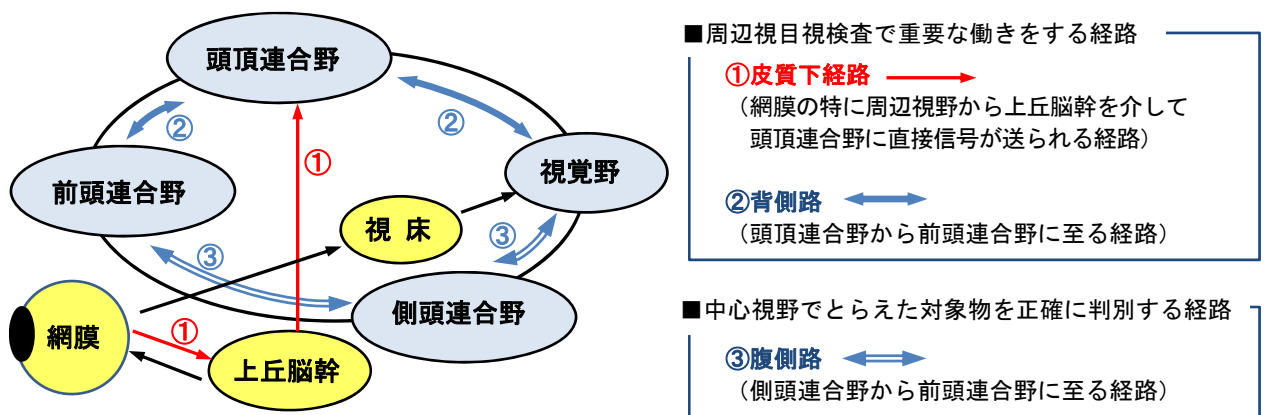 頭頂連合野
②
②
①
前頭連合野
視覚野
視 床
③
③
側頭連合野
網膜
①
上丘脳幹
■周辺視目視検査で重要な働きをする経路
①皮質下経路
（網膜の特に周辺視野から上丘脳幹を介して
頭頂連合野に直接信号が送られる経路）
②背側路
（頭頂連合野から前頭連合野に至る経路）
■中心視野でとらえた対象物を正確に判別する経路
③腹側路
（側頭連合野から前頭連合野に至る経路）